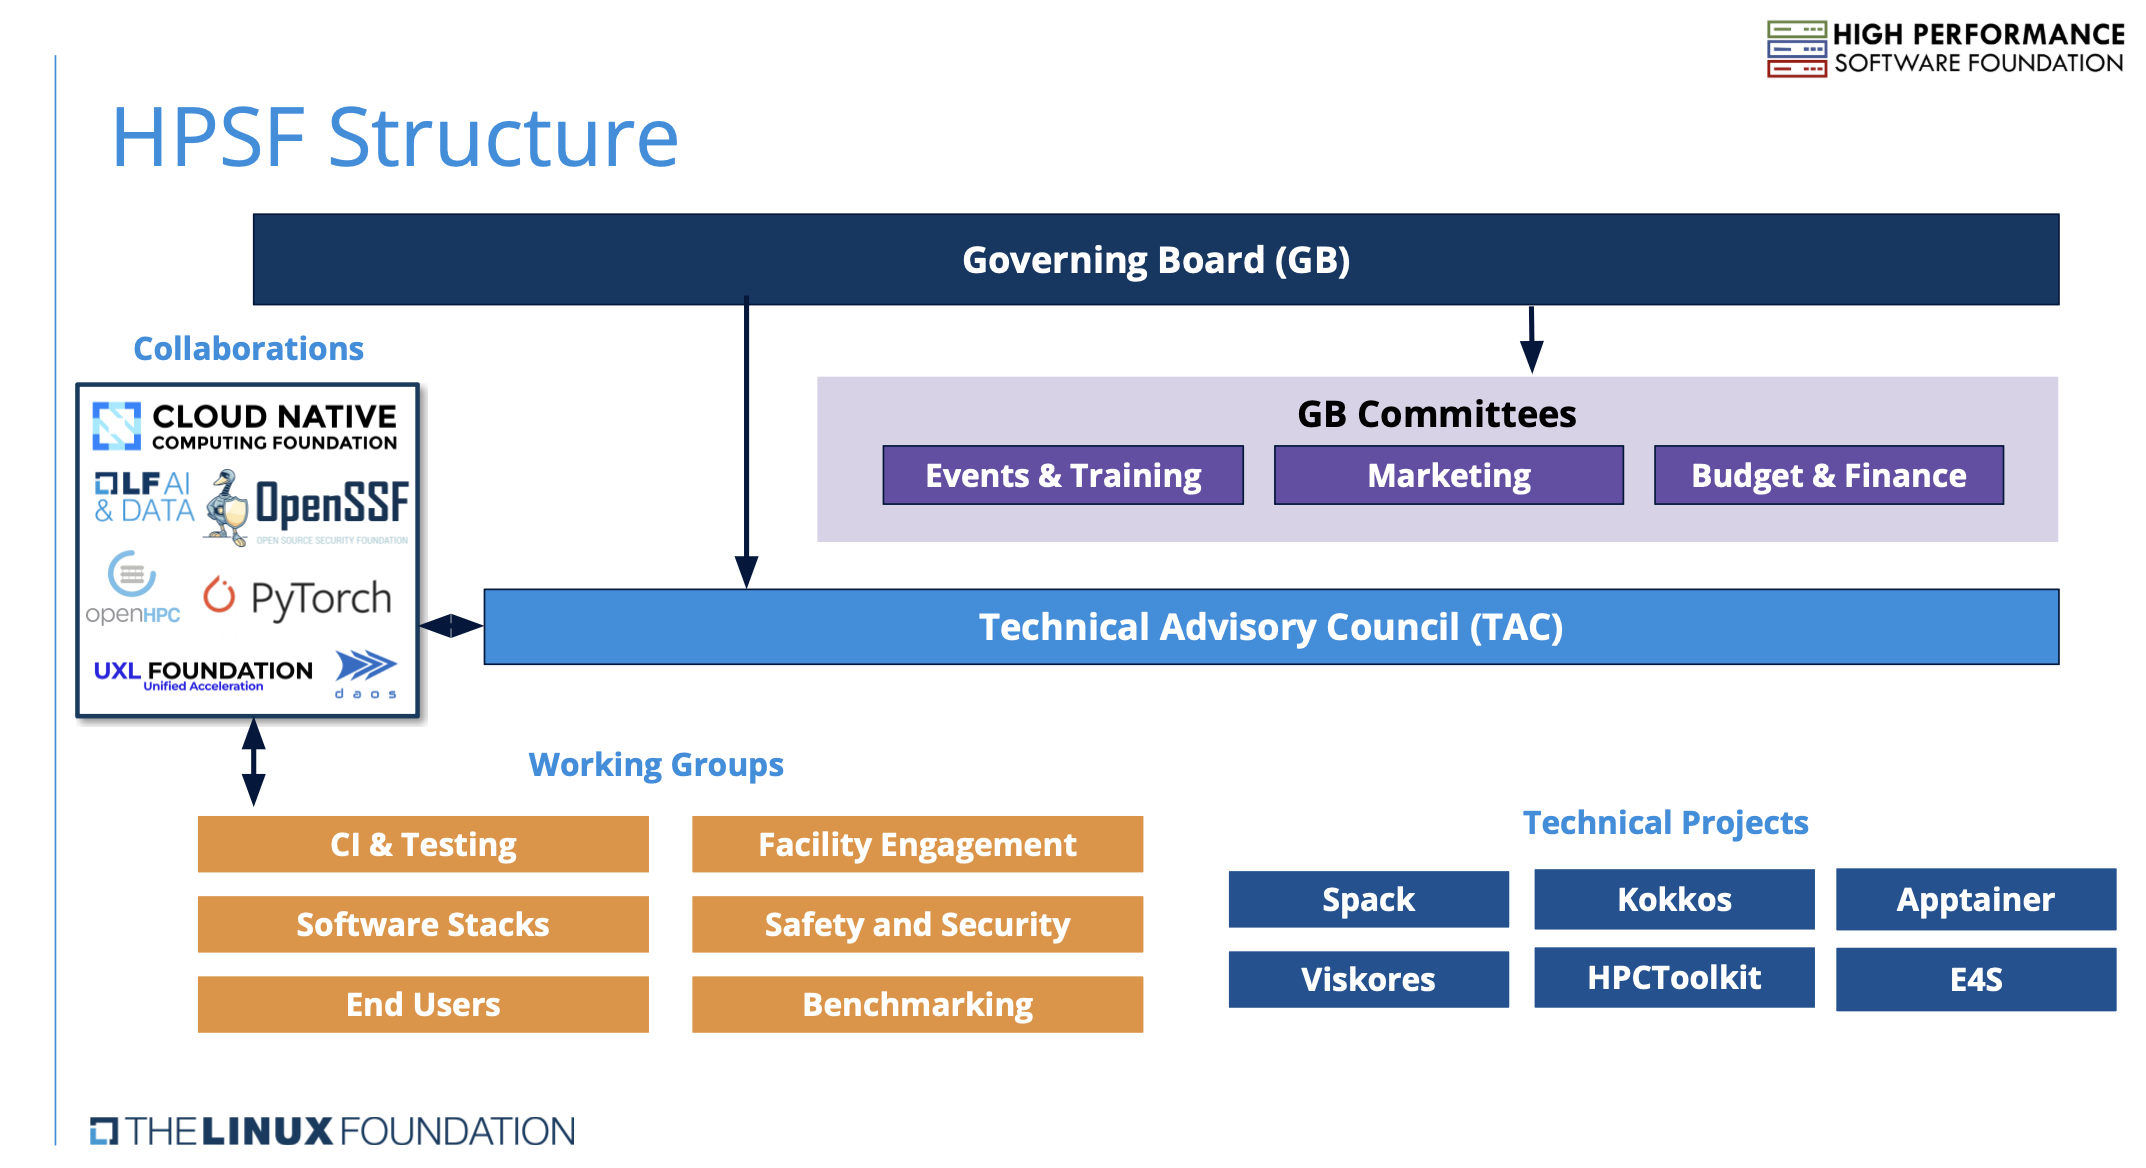 HIGH PERFORMANCE
SOFTWARE FOUNDATION
HPSF Structure
Governing Board (GB)
Collaborations
CLOUD NATIVE
COMPUTING FOUNDATION
LF AI
& DATA
OpenSSF
OPEN SOURCE SECURITY FOUNDATION
openHPC
PyTorch
UXL FOUNDATION
Unified Acceleration
daos
GB Committees
Events & Training
Marketing
Budget & Finance
Technical Advisory Council (TAC)
Working Groups
CI & Testing
Facility Engagement
Software Stacks
Safety and Security
End Users
Benchmarking
Technical Projects
Spack
Kokkos
Apptainer
Viskores
HPCToolkit
E4S
THE LINUX FOUNDATION